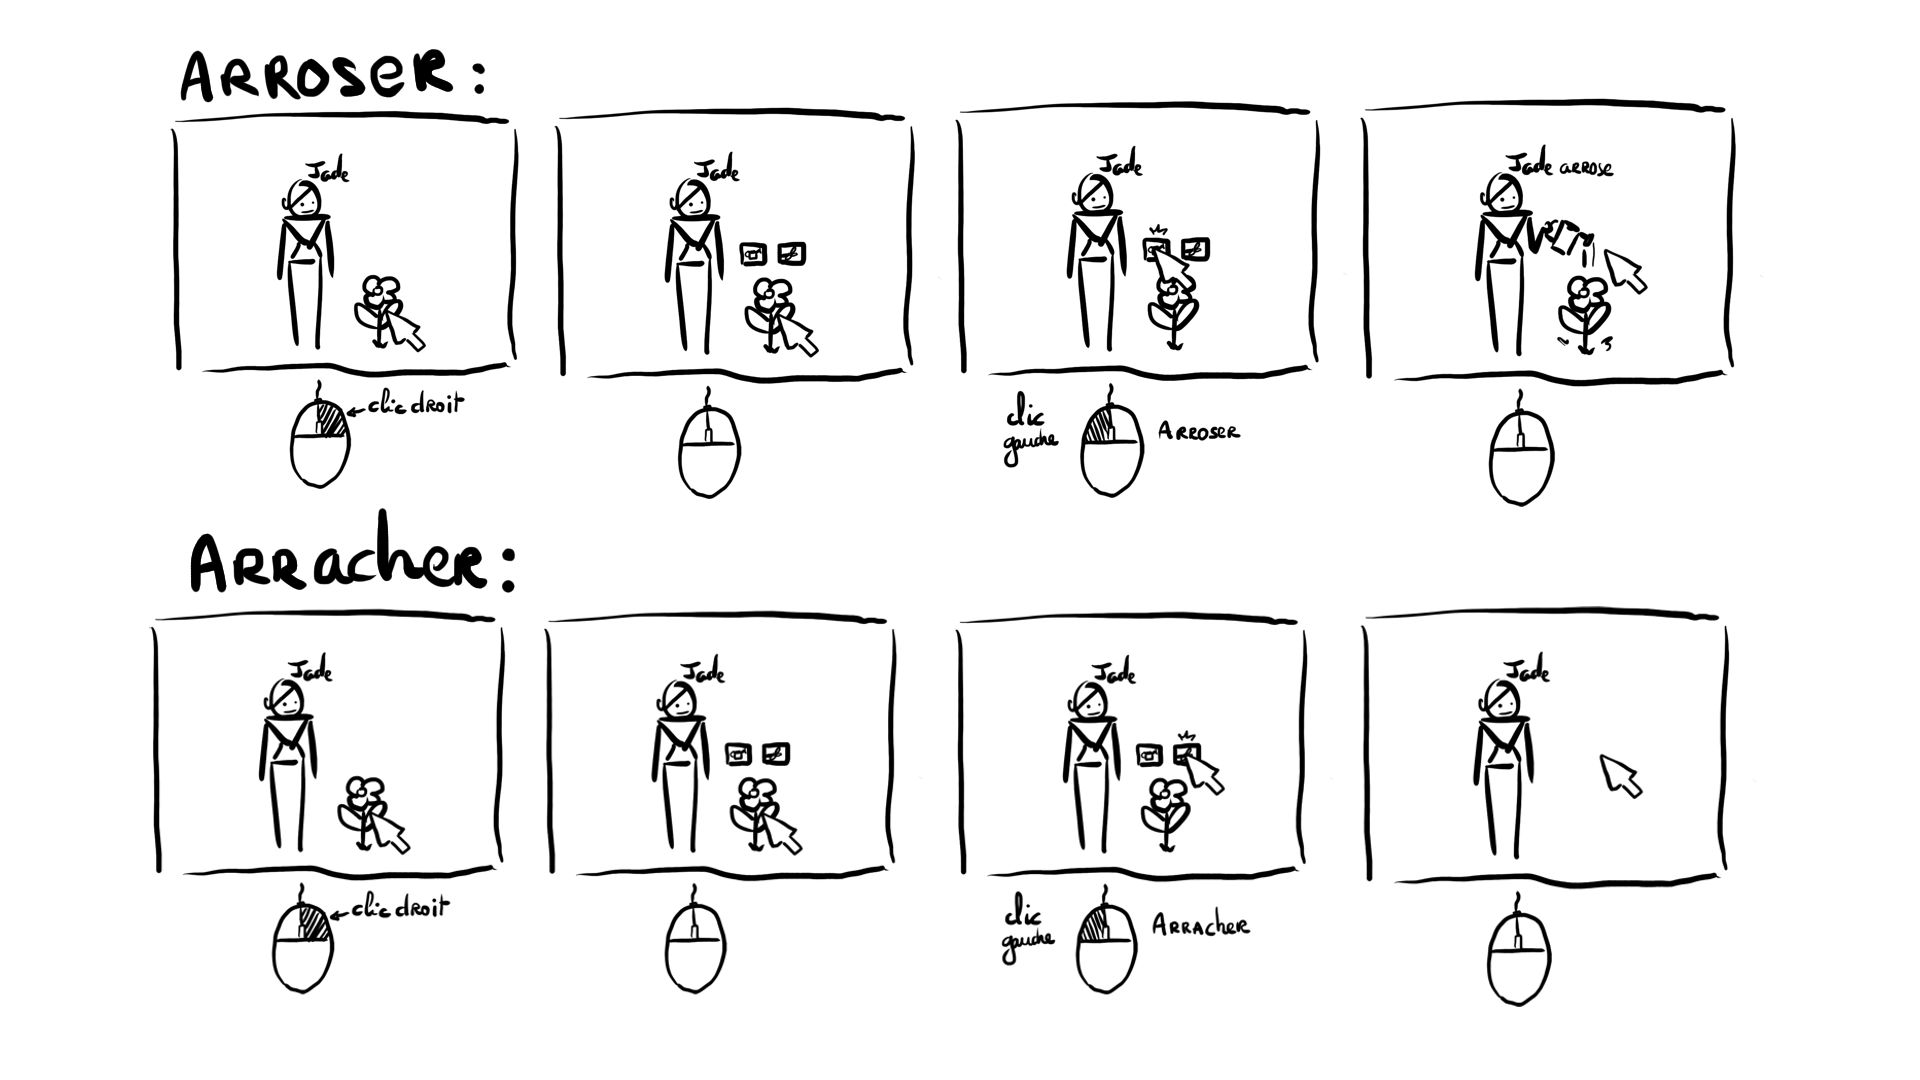 ARROSER:
Jade
Jade
Jade
Jade arrose
← clic droit
clic
gauche
ARROSER
ARRacher:
Jade
Jade
Jade
Jade
← clic droit
clic
gauche
ARRacher